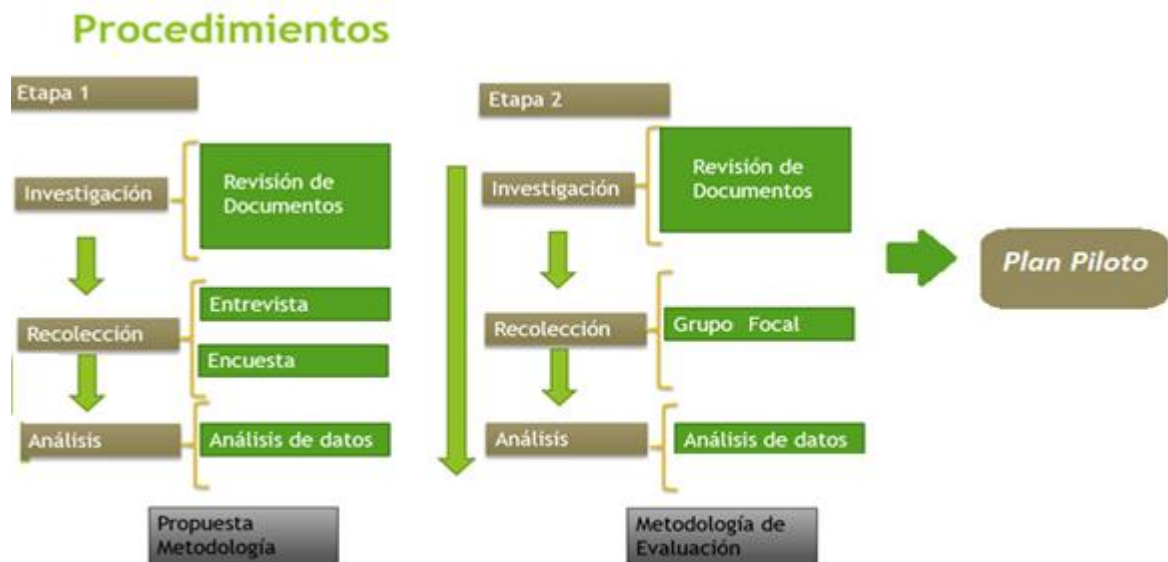 Procedimientos
Etapa 1
Investigación
Revisión de
Documentos
Recolección
Entrevista
Encuesta
Análisis
Análisis de datos
Propuesta
Metodología
Etapa 2
Investigación
Revisión de
Documentos
Recolección
Grupo Focal
Análisis
Análisis de datos
Metodología de
Evaluación
Plan Piloto